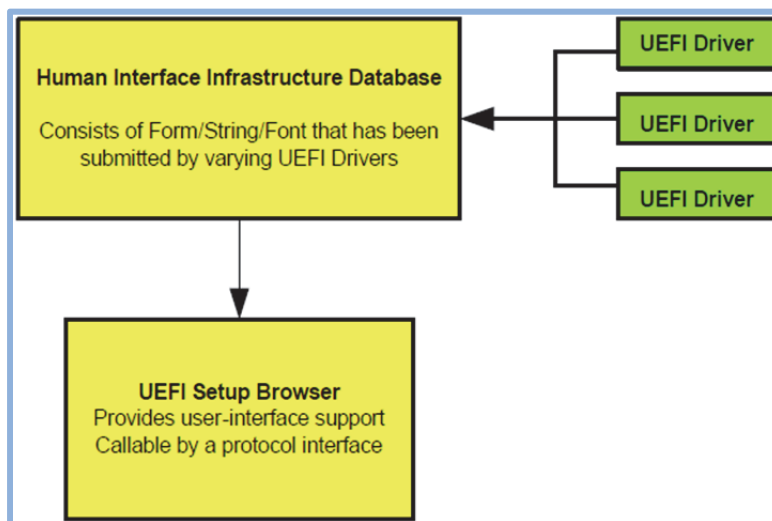 Human Interface Infrastructure Database
Consists of Form/String/Font that has been
submitted by varying UEFI Drivers
UEFI Driver
UEFI Driver
UEFI Driver
UEFI Setup Browser
Provides user-interface support
Callable by a protocol interface